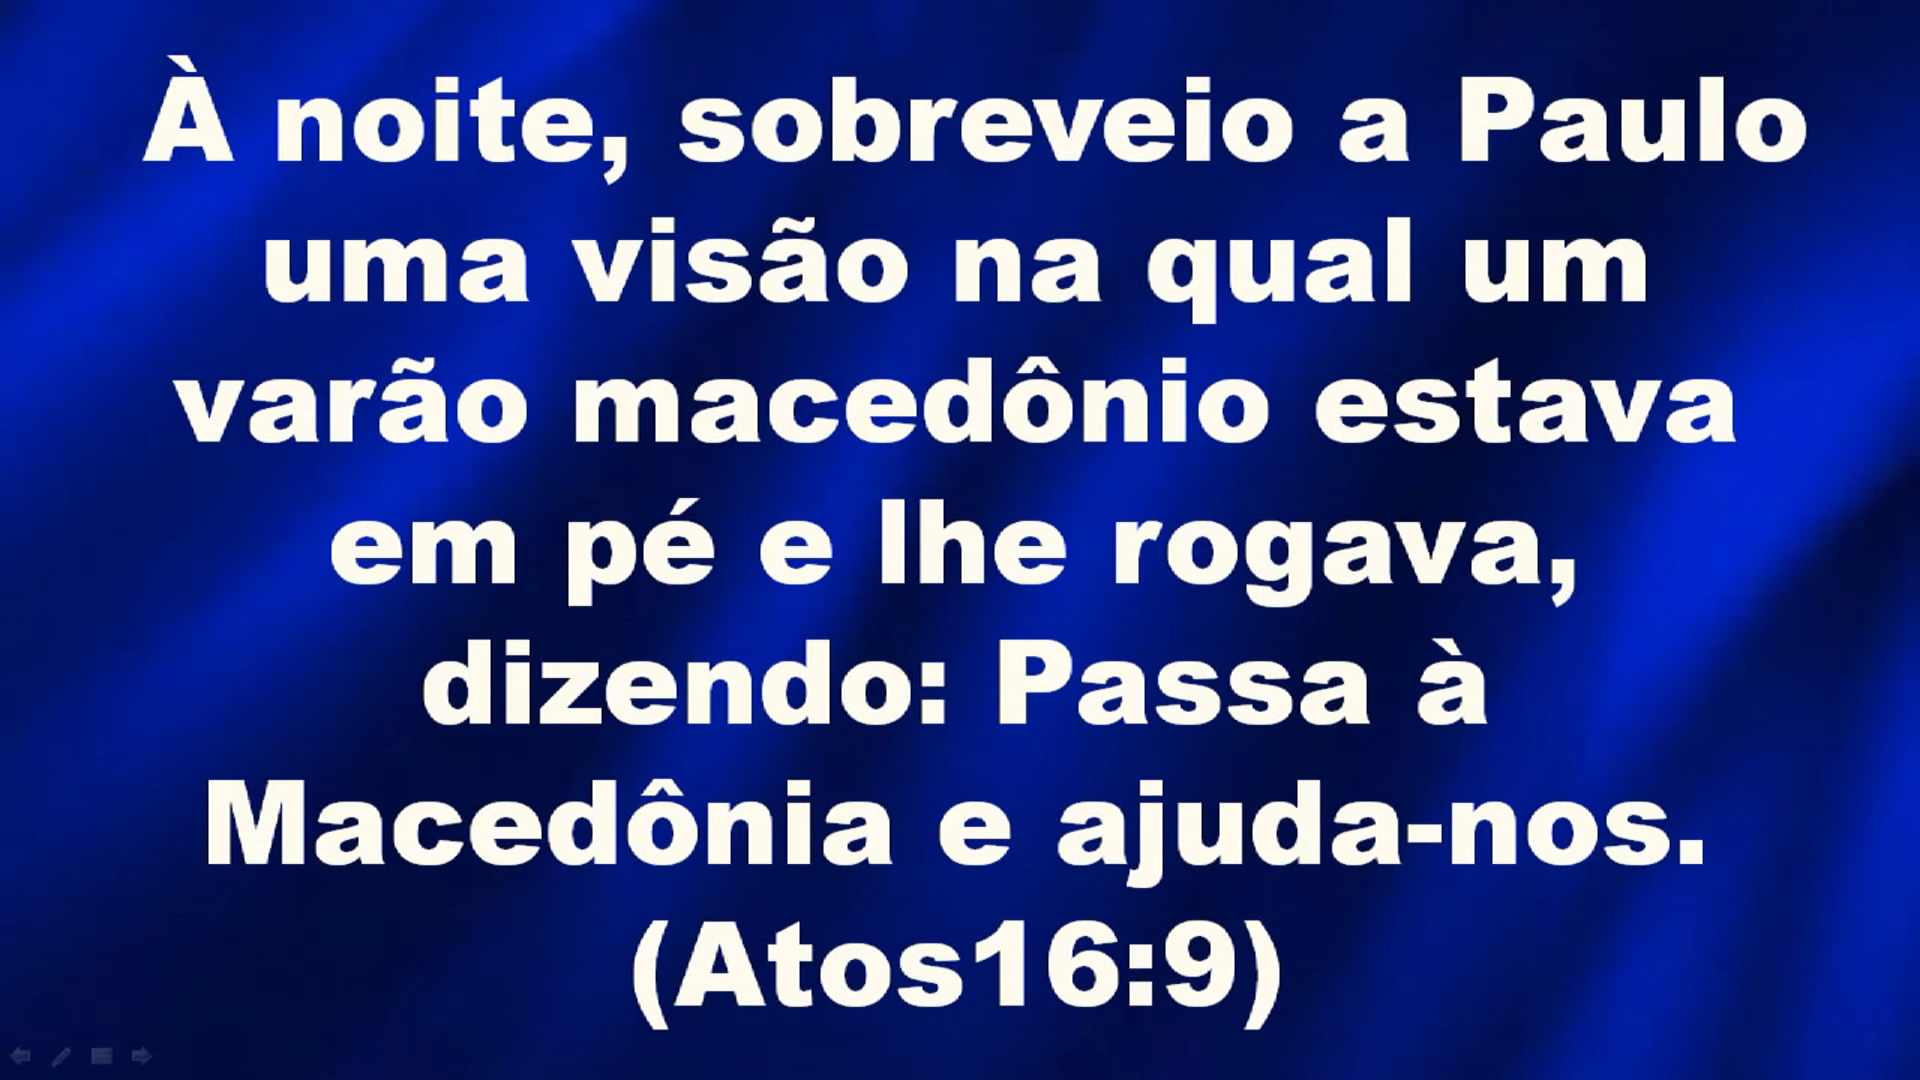 À noite, sobreveio a Paulo
uma visão na qual um
varão macedônio estava
em pé e lhe rogava,
dizendo: Passa à
Macedônia e ajuda-nos.
(Atos16:9)